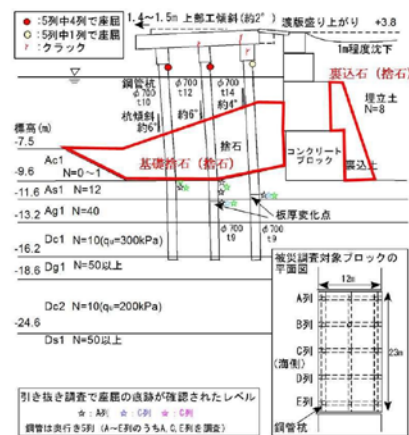 ●:5列中4列で座屈
○:5列中1列で座屈
/:クラック
1.4~1.5m 上部工傾斜(約2°)
渡版盛り上がり
+3.8
1m程度沈下
裏込石(捨石)
鋼管杭
φ700 t10
φ700 t12
φ700 t14
杭傾斜
約6°
約6°
約4°
埋立土
N=8
標高(m)
-7.5
捨石
基礎捨石(捨石)
コンクリート
ブロック
裏込土
Ac1
N=0~1
-9.6
As1 N=12
-11.6
Ag1 N=40
-13.2
板厚変化点
φ700 t9
φ700 t9
Dc1 N=10(qu=300kPa)
-16.2
Dg1 N=50以上
-18.6
Dc2 N=10(qu=200kPa)
-24.6
Ds1 N=50以上
被災調査対象ブロックの
平面図
12m
A列
B列
C列
(海側)
D列
E列
23m
鋼管杭
引き抜き調査で座屈の痕跡が確認されたレベル
☆:A列 ☆:C列 ☆:C列
鋼管は奥行き5列(A~E列のうちA,C,E列を調査)